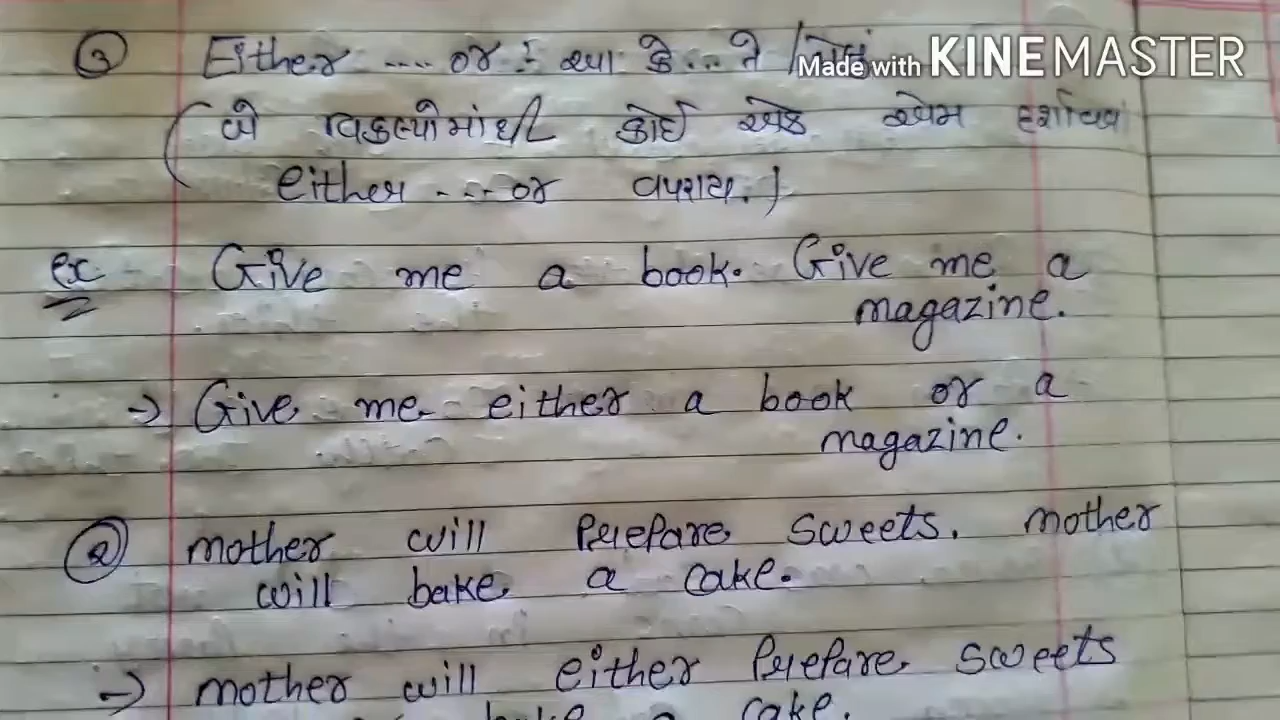 ③ Either .... or :- આ કે ... તે /
Made with KINEMASTER
(બે વિકલ્પોમાંથી કોઈ એક એમ દર્શાવવા
either .... or વપરાય.)
ex Give me a book. Give me a
magazine.
→ Give me either a book or a
magazine.
② mother will Prepare sweets. mother
will bake a cake.
→ mother will either Prepare sweets
bake a cake.